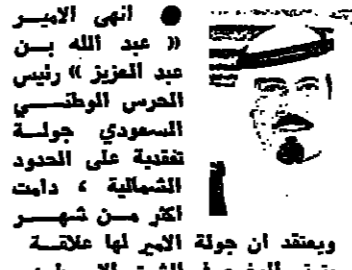 ● انهى الامير
« عبد الله بن
عبد العزيز » رئيس
الحرس الوطني
السعودي جولة
تفقدية على الحدود
الشمالية ، دامت
اكثر من شهر
ويعتقد ان جولة الامير لها علاقة